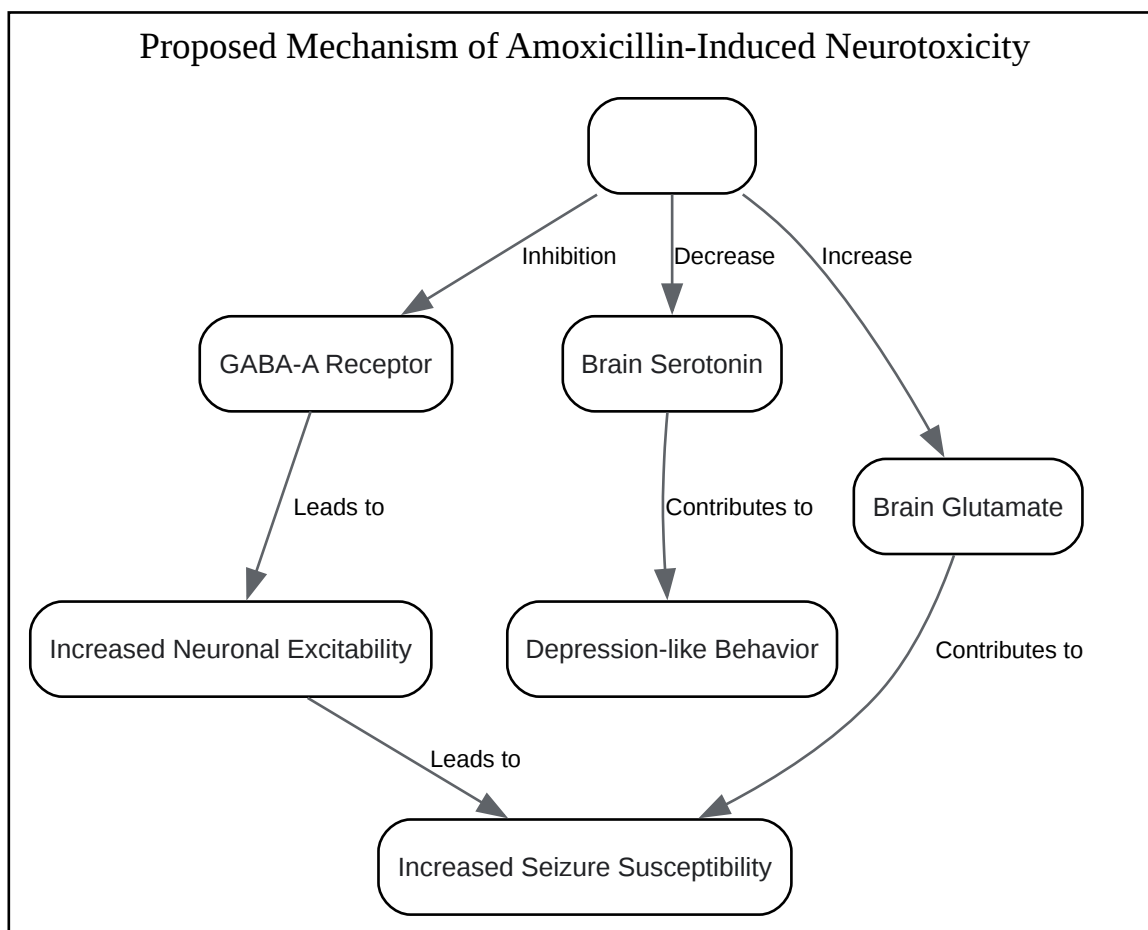 Proposed Mechanism of Amoxicillin-Induced Neurotoxicity
Inhibition
Decrease
Increase
GABA-A Receptor
Brain Serotonin
Brain Glutamate
Leads to
Contributes to
Increased Neuronal Excitability
Depression-like Behavior
Contributes to
Leads to
Increased Seizure Susceptibility